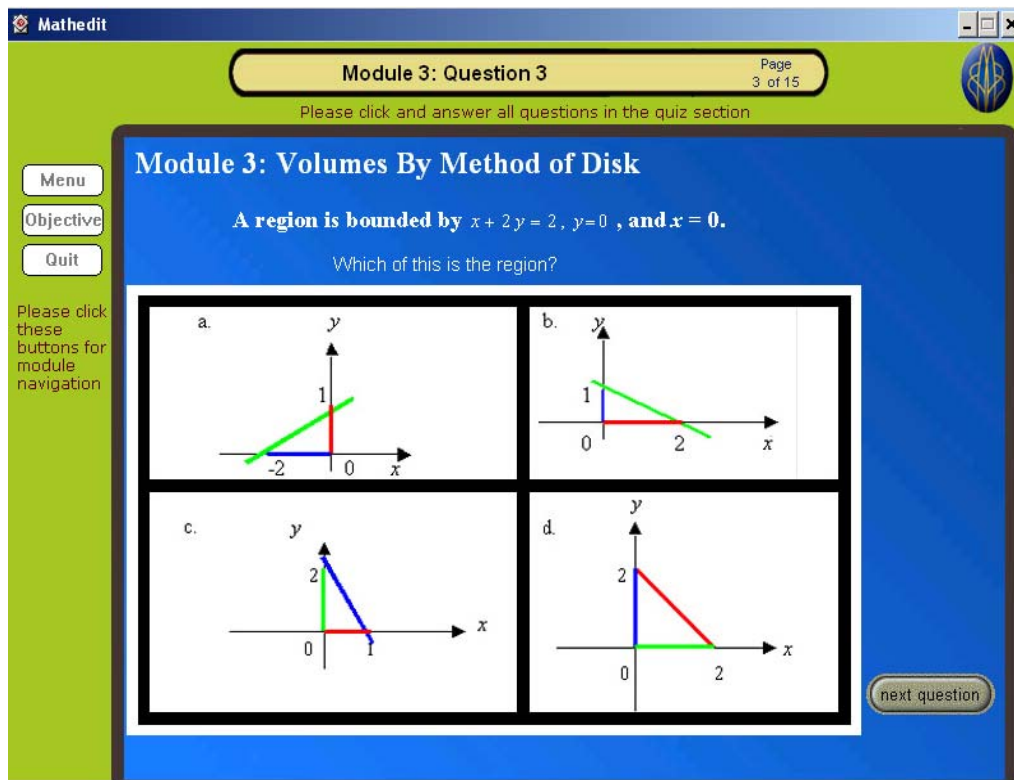 Mathedit
Module 3: Question 3
Page
3 of 15
Please click and answer all questions in the quiz section
Menu
Objective
Quit
Please click
these
buttons for
module
navigation
Module 3: Volumes By Method of Disk
A region is bounded by x + 2 y = 2 , y=0 , and x = 0.
Which of this is the region?
a.
y
1
-2
0
x
b.
y
1
0
2
x
c.
y
2
x
0
1
d.
y
2
x
0
2
next question